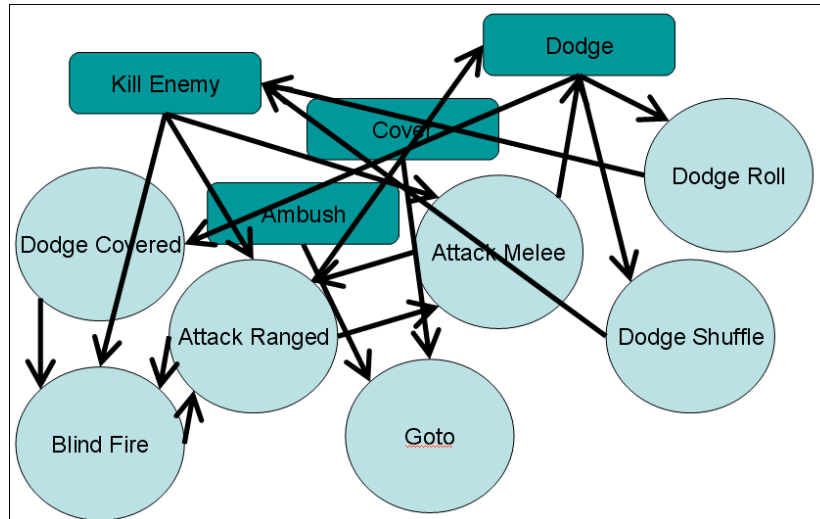 Dodge
Kill Enemy
Cover
Dodge Roll
Ambush
Dodge Covered
Attack Melee
Attack Ranged
Dodge Shuffle
Goto
Blind Fire